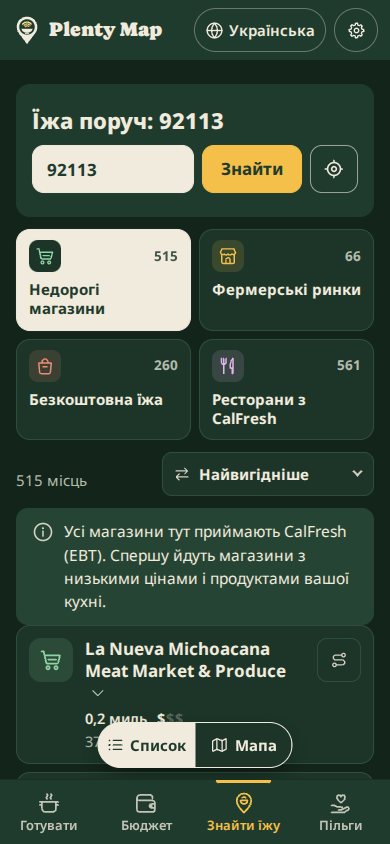 Plenty Map
Українська
Їжа поруч: 92113
92113
Знайти
515
Недорогі
магазини
66
Фермерські ринки
260
Безкоштовна їжа
561
Ресторани з
CalFresh
515 місць
Найвигідніше
Усі магазини тут приймають CalFresh
(EBT). Спершу йдуть магазини з
низькими цінами і продуктами вашої
кухні.
La Nueva Michoacana
Meat Market & Produce
0,2 миль $$$
Список
Мапа
Готувати
Бюджет
Знайти їжу
Пільги